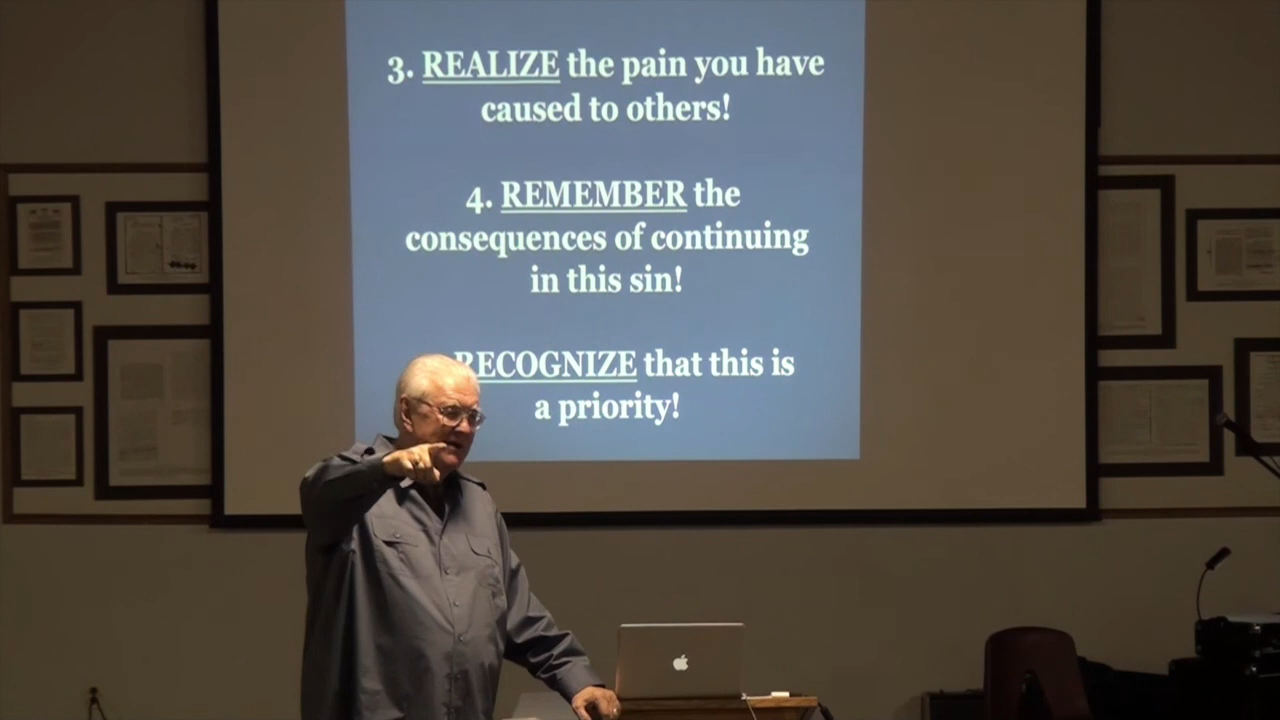 3. REALIZE the pain you have
caused to others!
4. REMEMBER the
consequences of continuing
in this sin!
RECOGNIZE that this is
a priority!